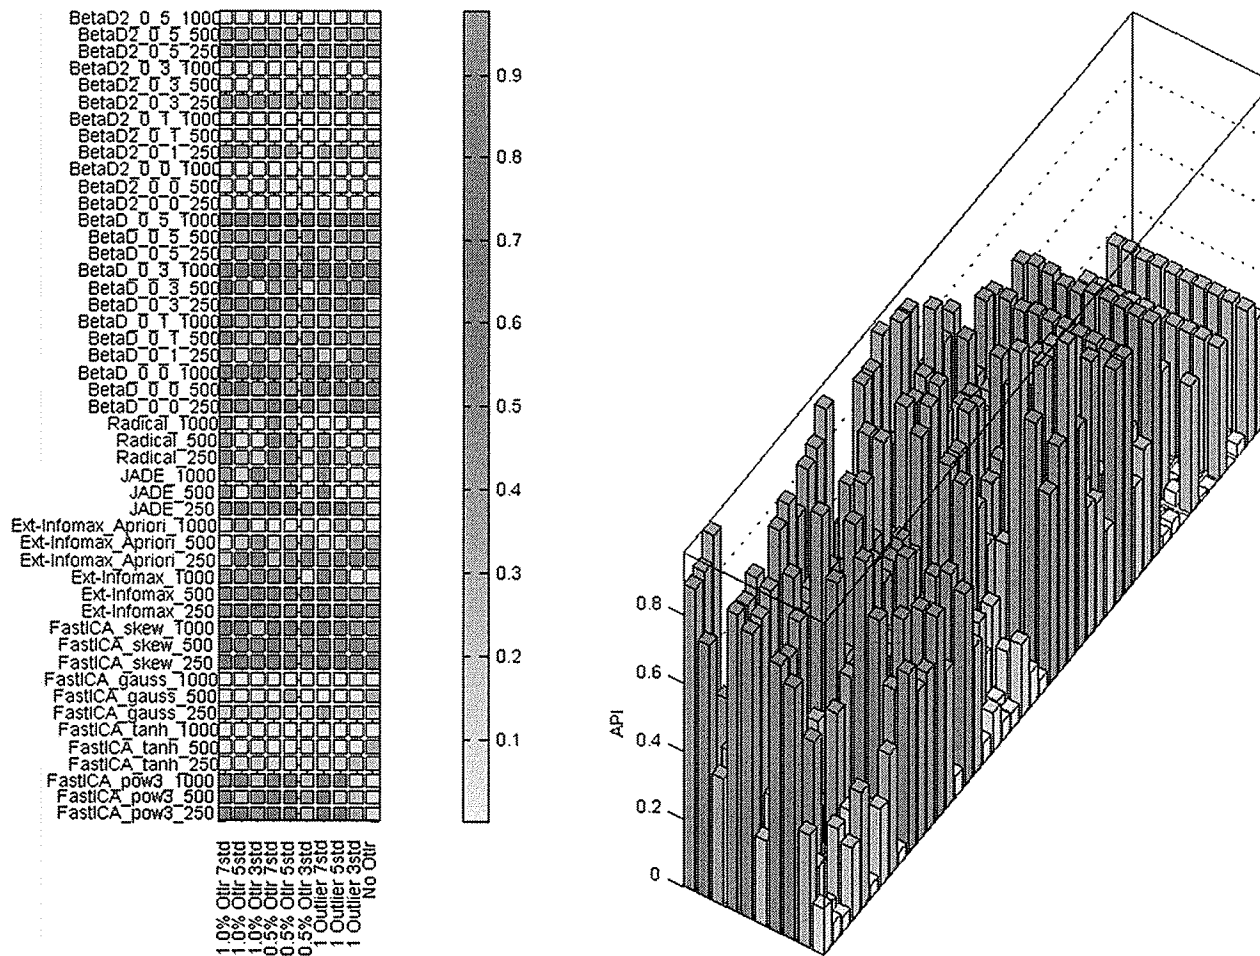 BetaD2_0_5_1000
BetaD2_0_5_500
BetaD2_0_5_250
BetaD2_0_3_1000
BetaD2_0_3_500
BetaD2_0_3_250
BetaD2_0_1_1000
BetaD2_0_1_500
BetaD2_0_1_250
BetaD2_0_0_1000
BetaD2_0_0_500
BetaD2_0_0_250
BetaD_0_5_1000
BetaD_0_5_500
BetaD_0_5_250
BetaD_0_3_1000
BetaD_0_3_500
BetaD_0_3_250
BetaD_0_1_1000
BetaD_0_1_500
BetaD_0_1_250
BetaD_0_0_1000
BetaD_0_0_500
BetaD_0_0_250
Radical_1000
Radical_500
Radical_250
JADE_1000
JADE_500
JADE_250
Ext-Infomax_Apriori_1000
Ext-Infomax_Apriori_500
Ext-Infomax_Apriori_250
Ext-Infomax_1000
Ext-Infomax_500
Ext-Infomax_250
FastICA_skew_1000
FastICA_skew_500
FastICA_skew_250
FastICA_gauss_1000
FastICA_gauss_500
FastICA_gauss_250
FastICA_tanh_1000
FastICA_tanh_500
FastICA_tanh_250
FastICA_pow3_1000
FastICA_pow3_500
FastICA_pow3_250
1.0% Otlr 7std
1.0% Otlr 5std
1.0% Otlr 3std
0.5% Otlr 7std
0.5% Otlr 5std
0.5% Otlr 3std
1 Outlier 7std
1 Outlier 5std
1 Outlier 3std
No Otlr
0.9
0.8
0.7
0.6
0.5
0.4
0.3
0.2
0.1
API
0.8
0.6
0.4
0.2
0